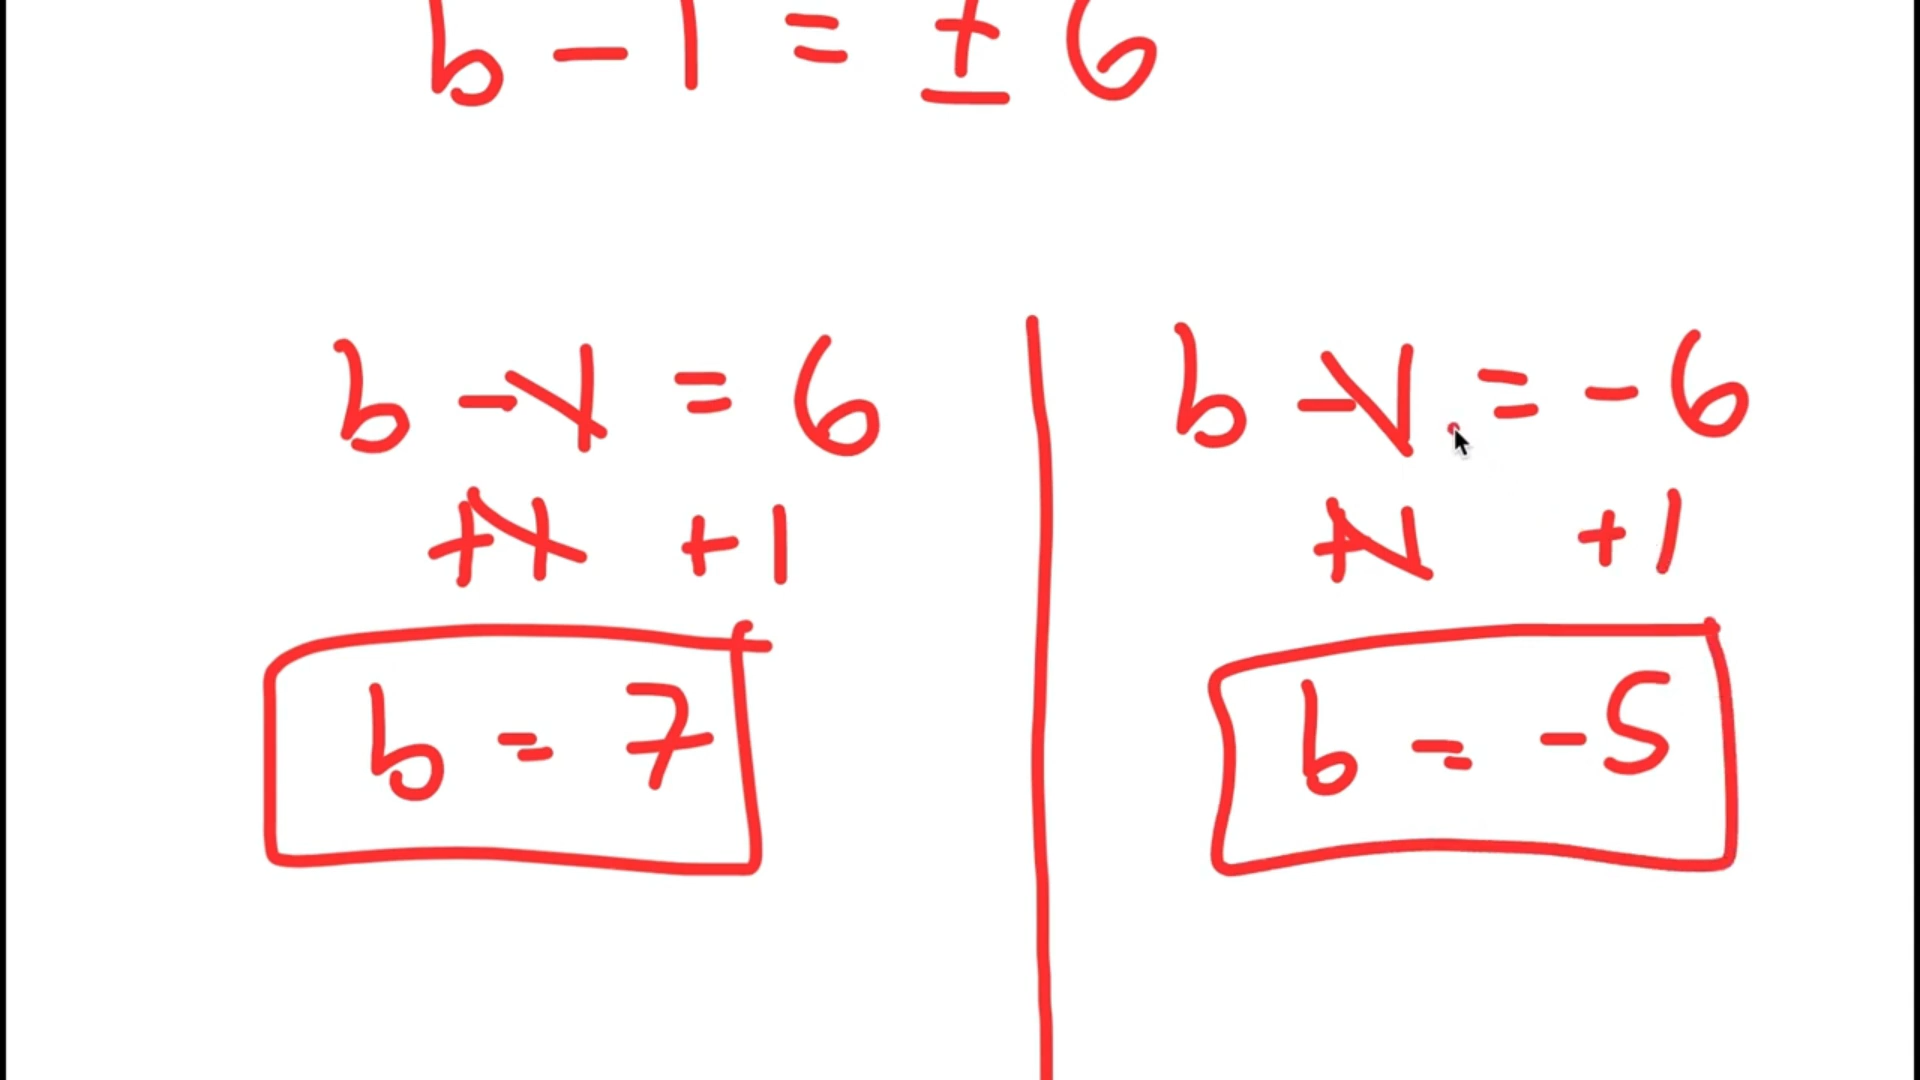 b - 1 = ± 6
b - 1 = 6
+1 +1
b = 7
b - 1 = - 6
+1 +1
b = -5